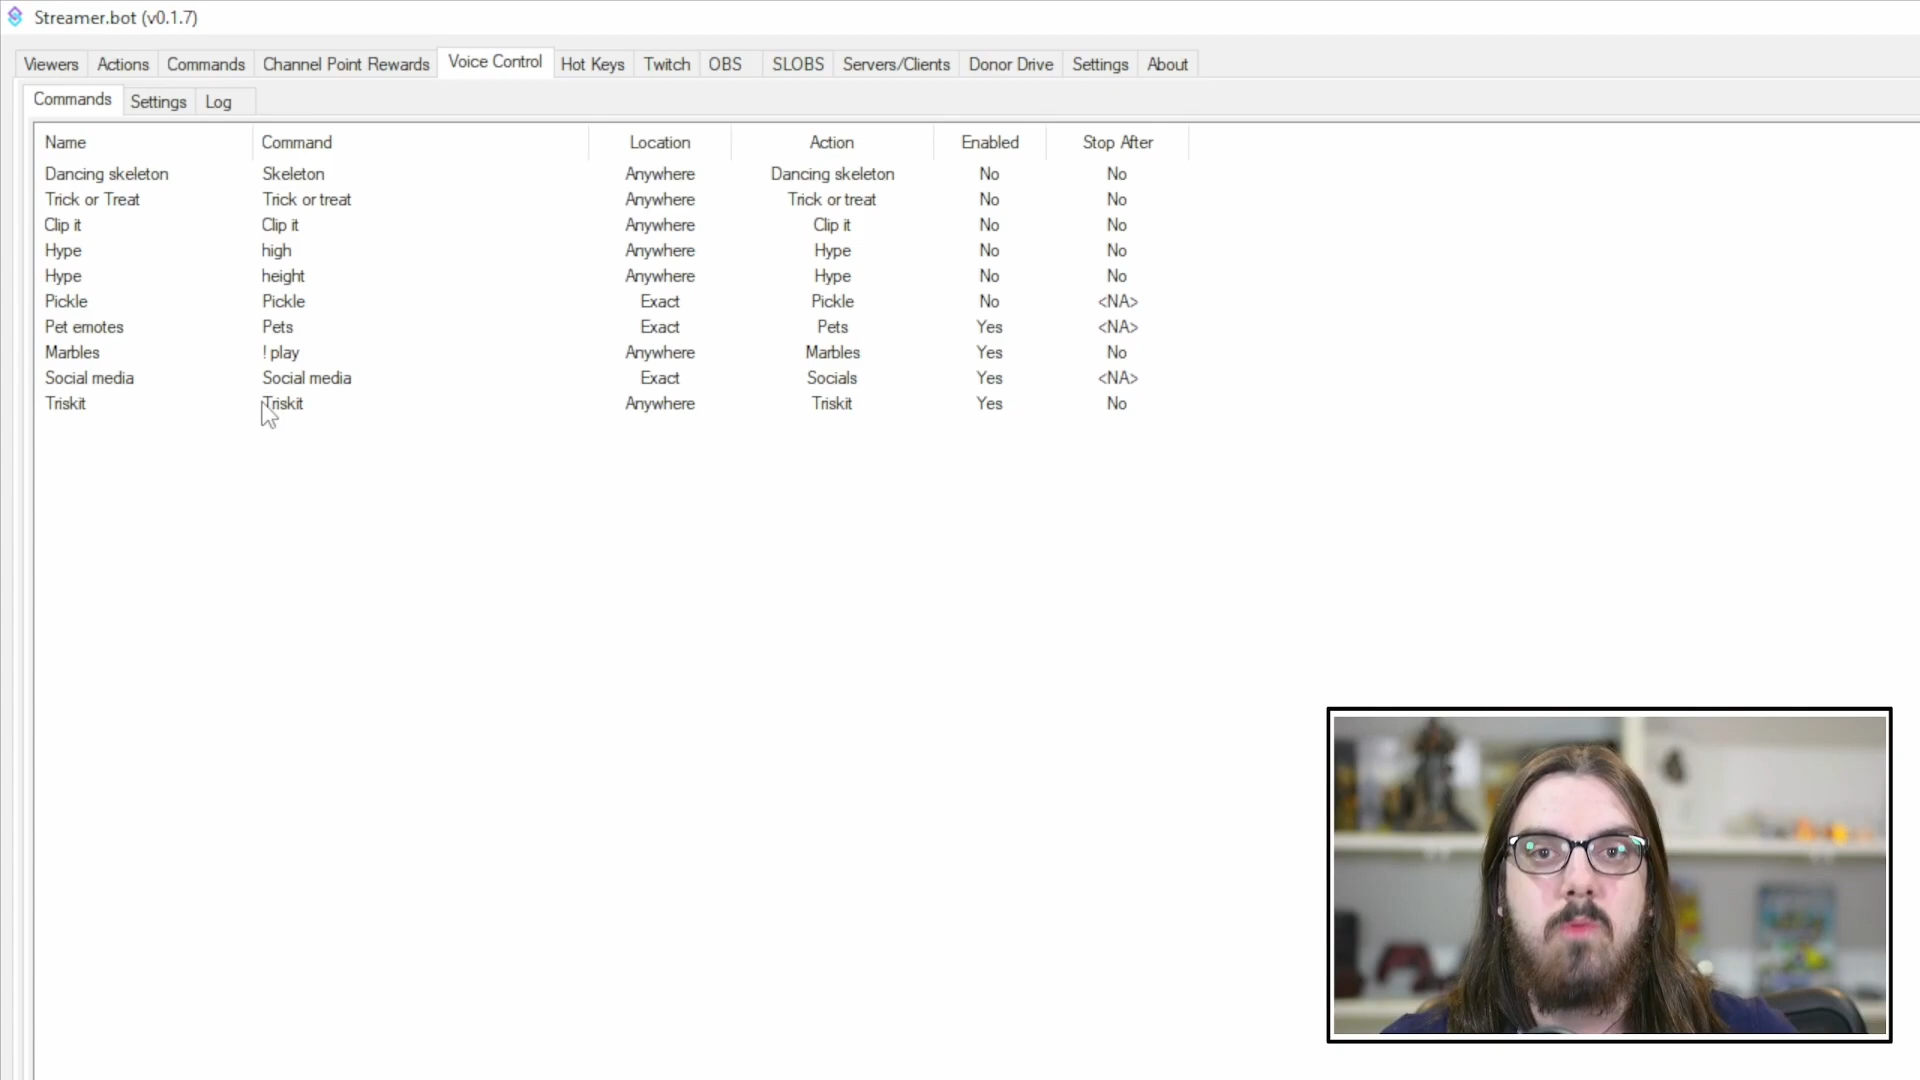 Streamer.bot (v0.1.7)
Viewers Actions Commands Channel Point Rewards Voice Control Hot Keys Twitch OBS SLOBS Servers/Clients Donor Drive Settings About
Commands Settings Log
Name Command Location Action Enabled Stop After
Dancing skeleton Skeleton Anywhere Dancing skeleton No No
Trick or Treat Trick or treat Anywhere Trick or treat No No
Clip it Clip it Anywhere Clip it No No
Hype high Anywhere Hype No No
Hype height Anywhere Hype No No
Pickle Pickle Exact Pickle No <NA>
Pet emotes Pets Exact Pets Yes <NA>
Marbles ! play Anywhere Marbles Yes No
Social media Social media Exact Socials Yes <NA>
Triskit Triskit Anywhere Triskit Yes No